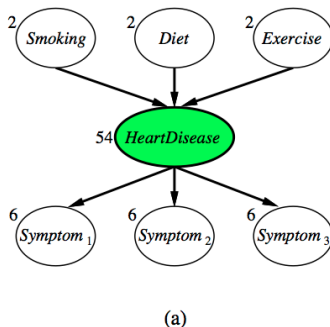 2 Smoking 2 Diet 2 Exercise
54 HeartDisease
6 Symptom 1 6 Symptom 2 6 Symptom 3
(a)